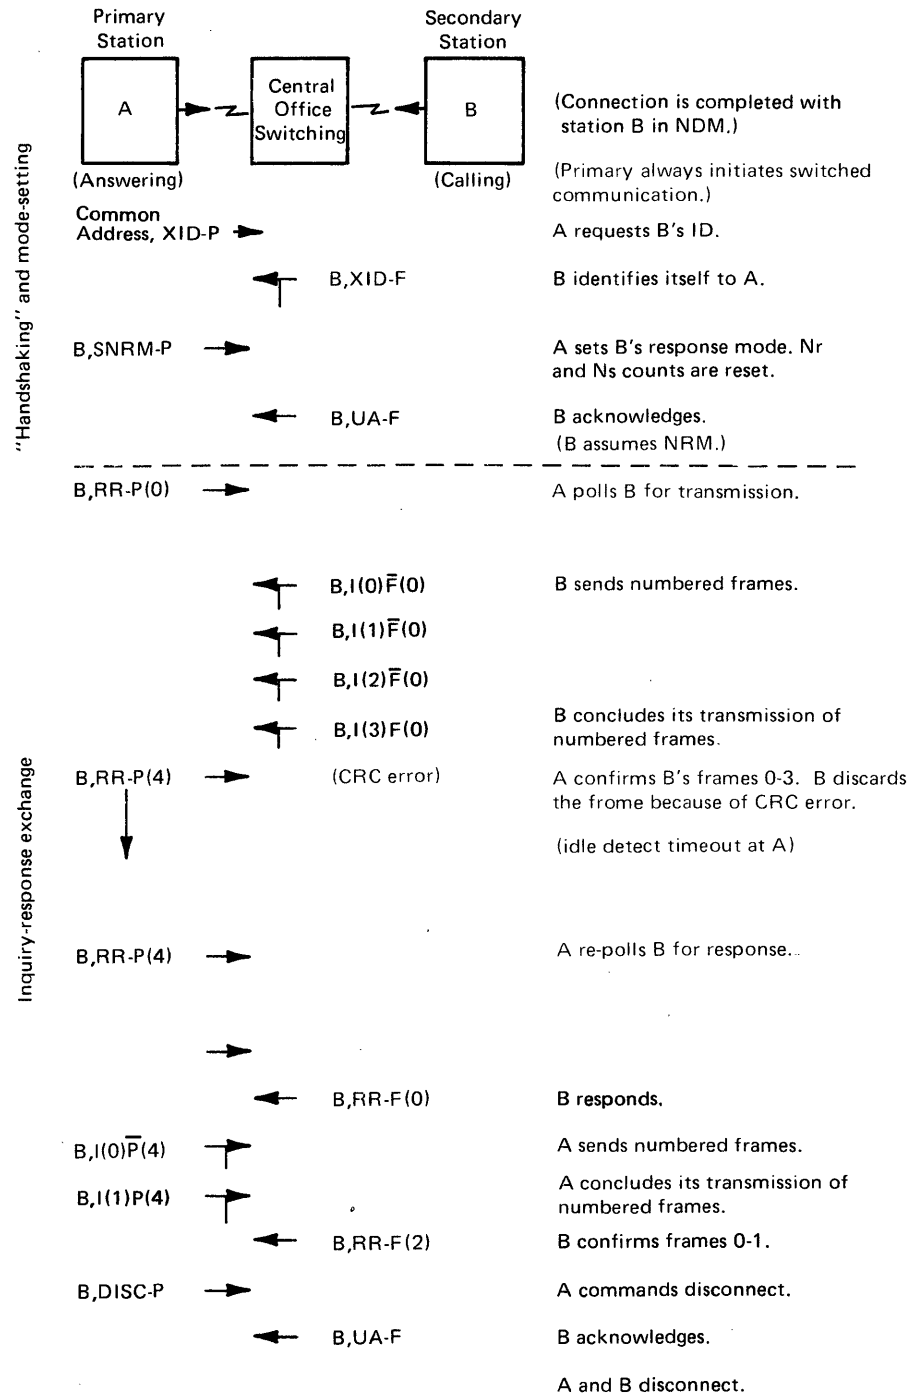 Primary
Station
Secondary
Station
A
Central
Office
Switching
B
(Connection is completed with
station B in NDM.)
(Answering)
(Calling)
(Primary always initiates switched
communication.)
"Handshaking" and mode-setting
Common
Address, XID-P
A requests B's ID.
B,XID-F
B identifies itself to A.
B,SNRM-P
A sets B's response mode. Nr
and Ns counts are reset.
B,UA-F
B acknowledges.
(B assumes NRM.)
Inquiry-response exchange
B,RR-P(0)
A polls B for transmission.
B,I(0)F̅(0)
B sends numbered frames.
B,I(1)F̅(0)
B,I(2)F̅(0)
B,I(3)F(0)
B concludes its transmission of
numbered frames.
B,RR-P(4)
(CRC error)
A confirms B's frames 0-3. B discards
the frome because of CRC error.
(idle detect timeout at A)
B,RR-P(4)
A re-polls B for response.
B,RR-F(0)
B responds.
B,I(0)P̅(4)
A sends numbered frames.
B,I(1)P(4)
A concludes its transmission of
numbered frames.
B,RR-F(2)
B confirms frames 0-1.
B,DISC-P
A commands disconnect.
B,UA-F
B acknowledges.
A and B disconnect.